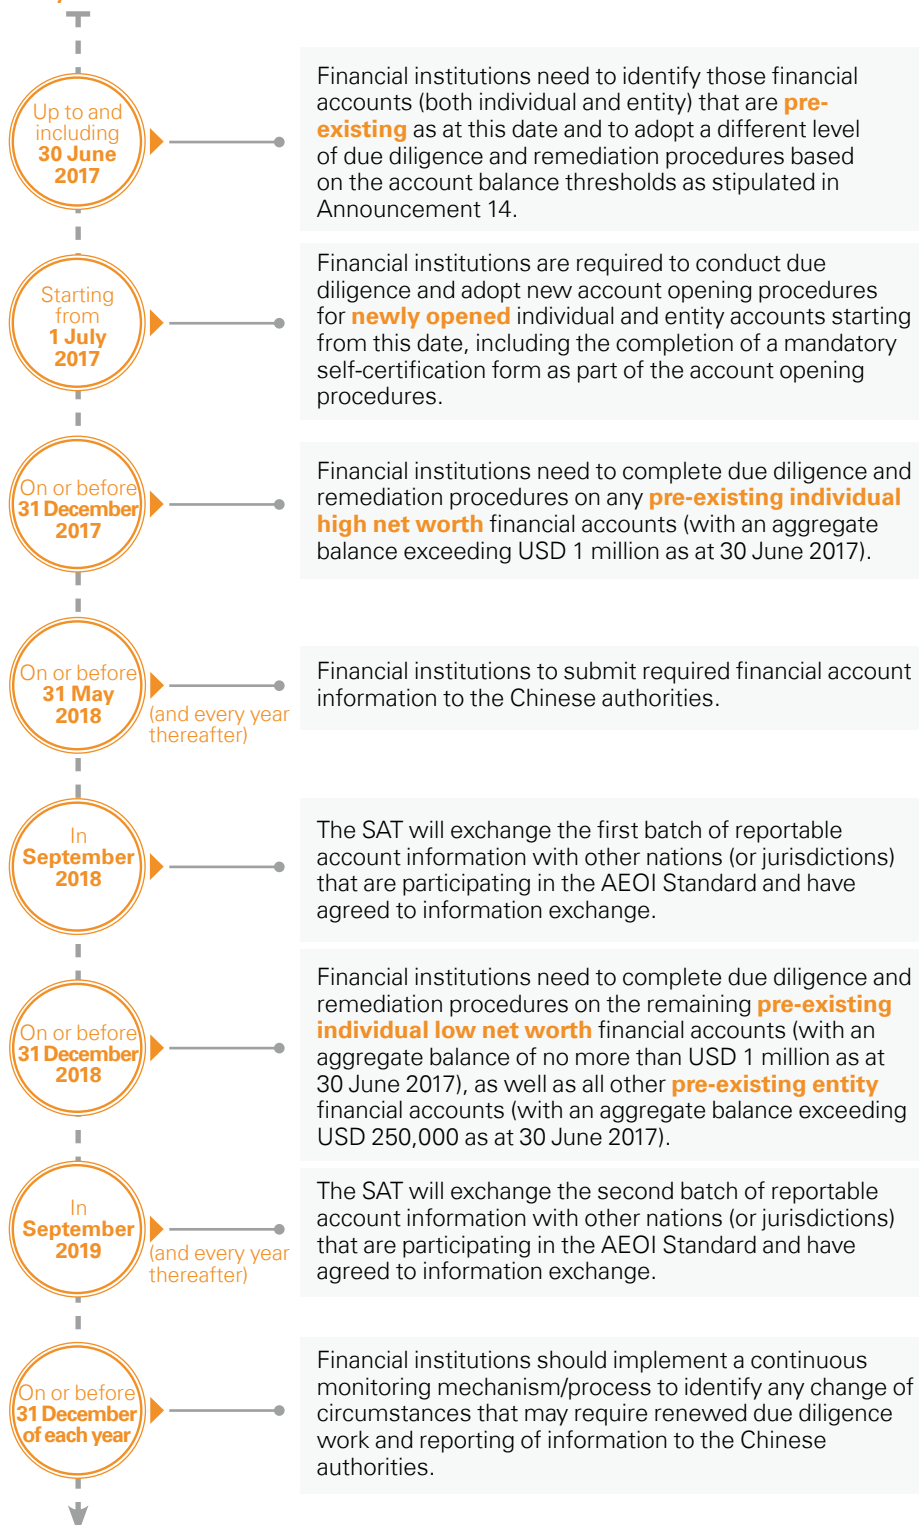 Up to and
including
30 June
2017
Financial institutions need to identify those financial
accounts (both individual and entity) that are pre-
existing as at this date and to adopt a different level
of due diligence and remediation procedures based
on the account balance thresholds as stipulated in
Announcement 14.
Starting
from
1 July
2017
Financial institutions are required to conduct due
diligence and adopt new account opening procedures
for newly opened individual and entity accounts starting
from this date, including the completion of a mandatory
self-certification form as part of the account opening
procedures.
On or before
31 December
2017
Financial institutions need to complete due diligence and
remediation procedures on any pre-existing individual
high net worth financial accounts (with an aggregate
balance exceeding USD 1 million as at 30 June 2017).
On or before
31 May
2018
(and every year
thereafter)
Financial institutions to submit required financial account
information to the Chinese authorities.
In
September
2018
The SAT will exchange the first batch of reportable
account information with other nations (or jurisdictions)
that are participating in the AEOI Standard and have
agreed to information exchange.
On or before
31 December
2018
Financial institutions need to complete due diligence and
remediation procedures on the remaining pre-existing
individual low net worth financial accounts (with an
aggregate balance of no more than USD 1 million as at
30 June 2017), as well as all other pre-existing entity
financial accounts (with an aggregate balance exceeding
USD 250,000 as at 30 June 2017).
In
September
2019
(and every year
thereafter)
The SAT will exchange the second batch of reportable
account information with other nations (or jurisdictions)
that are participating in the AEOI Standard and have
agreed to information exchange.
On or before
31 December
of each year
Financial institutions should implement a continuous
monitoring mechanism/process to identify any change of
circumstances that may require renewed due diligence
work and reporting of information to the Chinese
authorities.